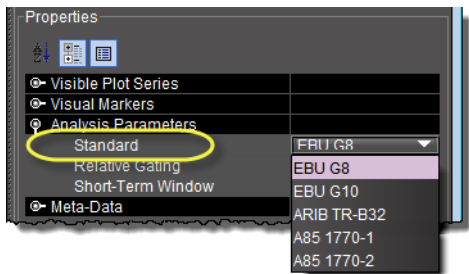 Properties
Visible Plot Series
Visual Markers
Analysis Parameters
Standard EBU G8
Relative Gating EBU G8
Short-Term Window EBU G10
Meta-Data ARIB TR-B32
A85 1770-1
A85 1770-2